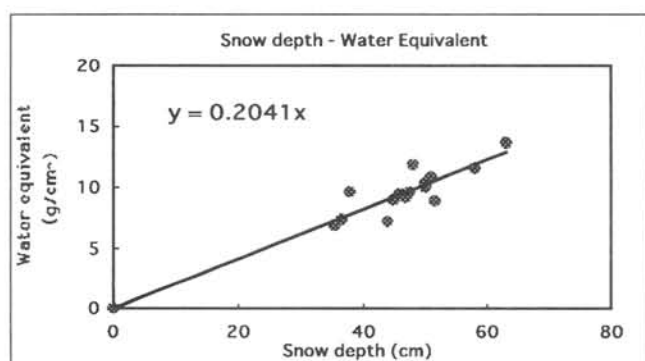 Snow depth - Water Equivalent
Water equivalent
(g/cm~)
y = 0.2041x
20
15
10
5
0
0 20 40 60 80
Snow depth (cm)